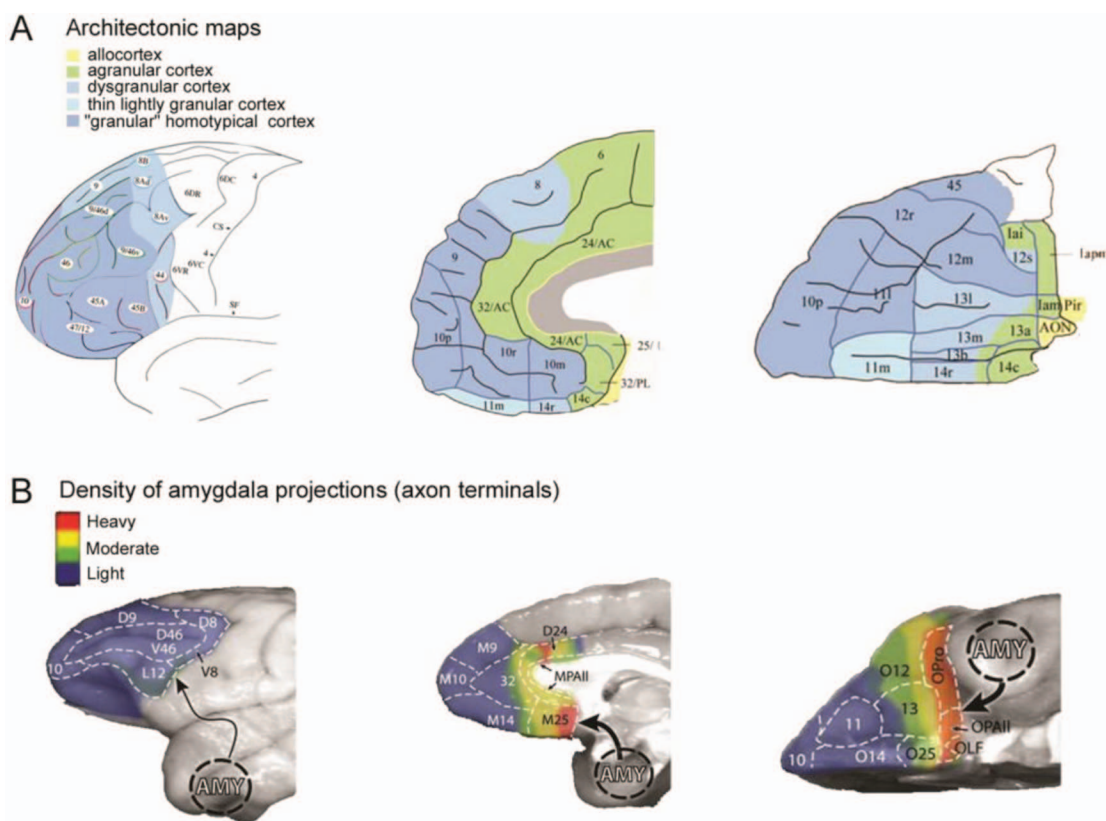 A Architectonic maps
allocortex
agranular cortex
dysgranular cortex
thin lightly granular cortex
"granular" homotypical cortex
8B
9
8Ad
6DC
4
6DR
9/46d
8Av
CS
46
9/46v
4
6VC
6VR
44
10
45A
45B
SF
47/12
6
8
24/AC
9
32/AC
10p
10r
24/AC
25/
10m
32/PL
11m
14r
14c
45
12r
Iai
12m
12s
Iapm
10p
11l
13l
Iam
Pir
13a
AON
13m
13b
11m
14r
14c
B Density of amygdala projections (axon terminals)
Heavy
Moderate
Light
D9
D8
D46
V46
10
L12
V8
AMY
M9
D24
MPAll
M10
32
M14
M25
AMY
O12
OPro
AMY
13
11
OPAll
OLF
O25
O14
10